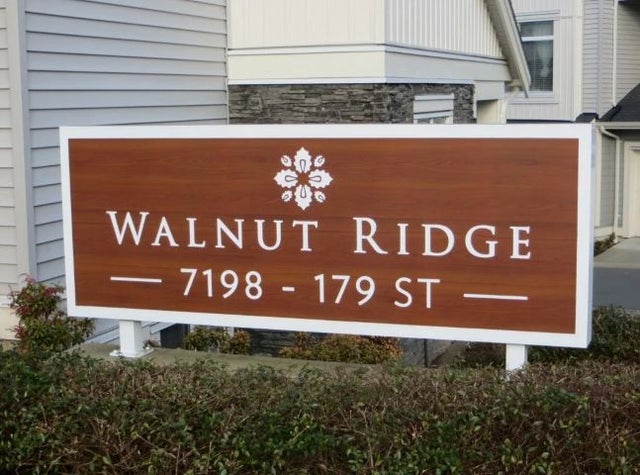 WALNUT RIDGE
7198 - 179 ST